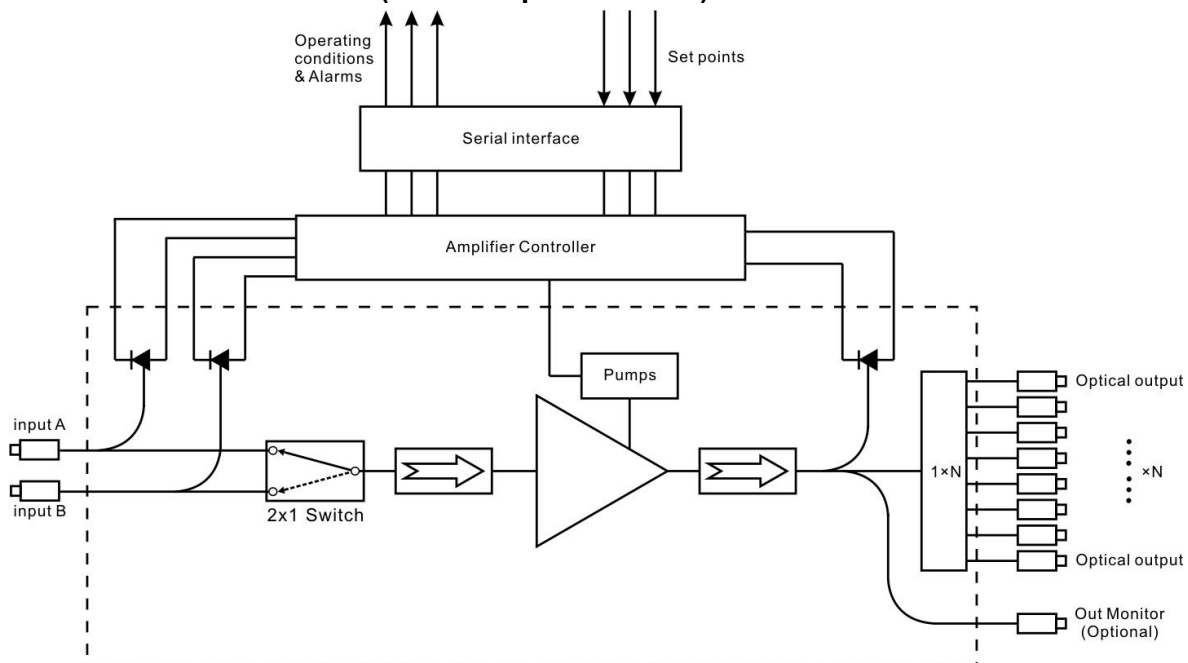 Operating
conditions
& Alarms
Set points
Serial interface
Amplifier Controller
Pumps
input A
input B
2x1 Switch
1×N
Optical output
×N
Optical output
Out Monitor
(Optional)